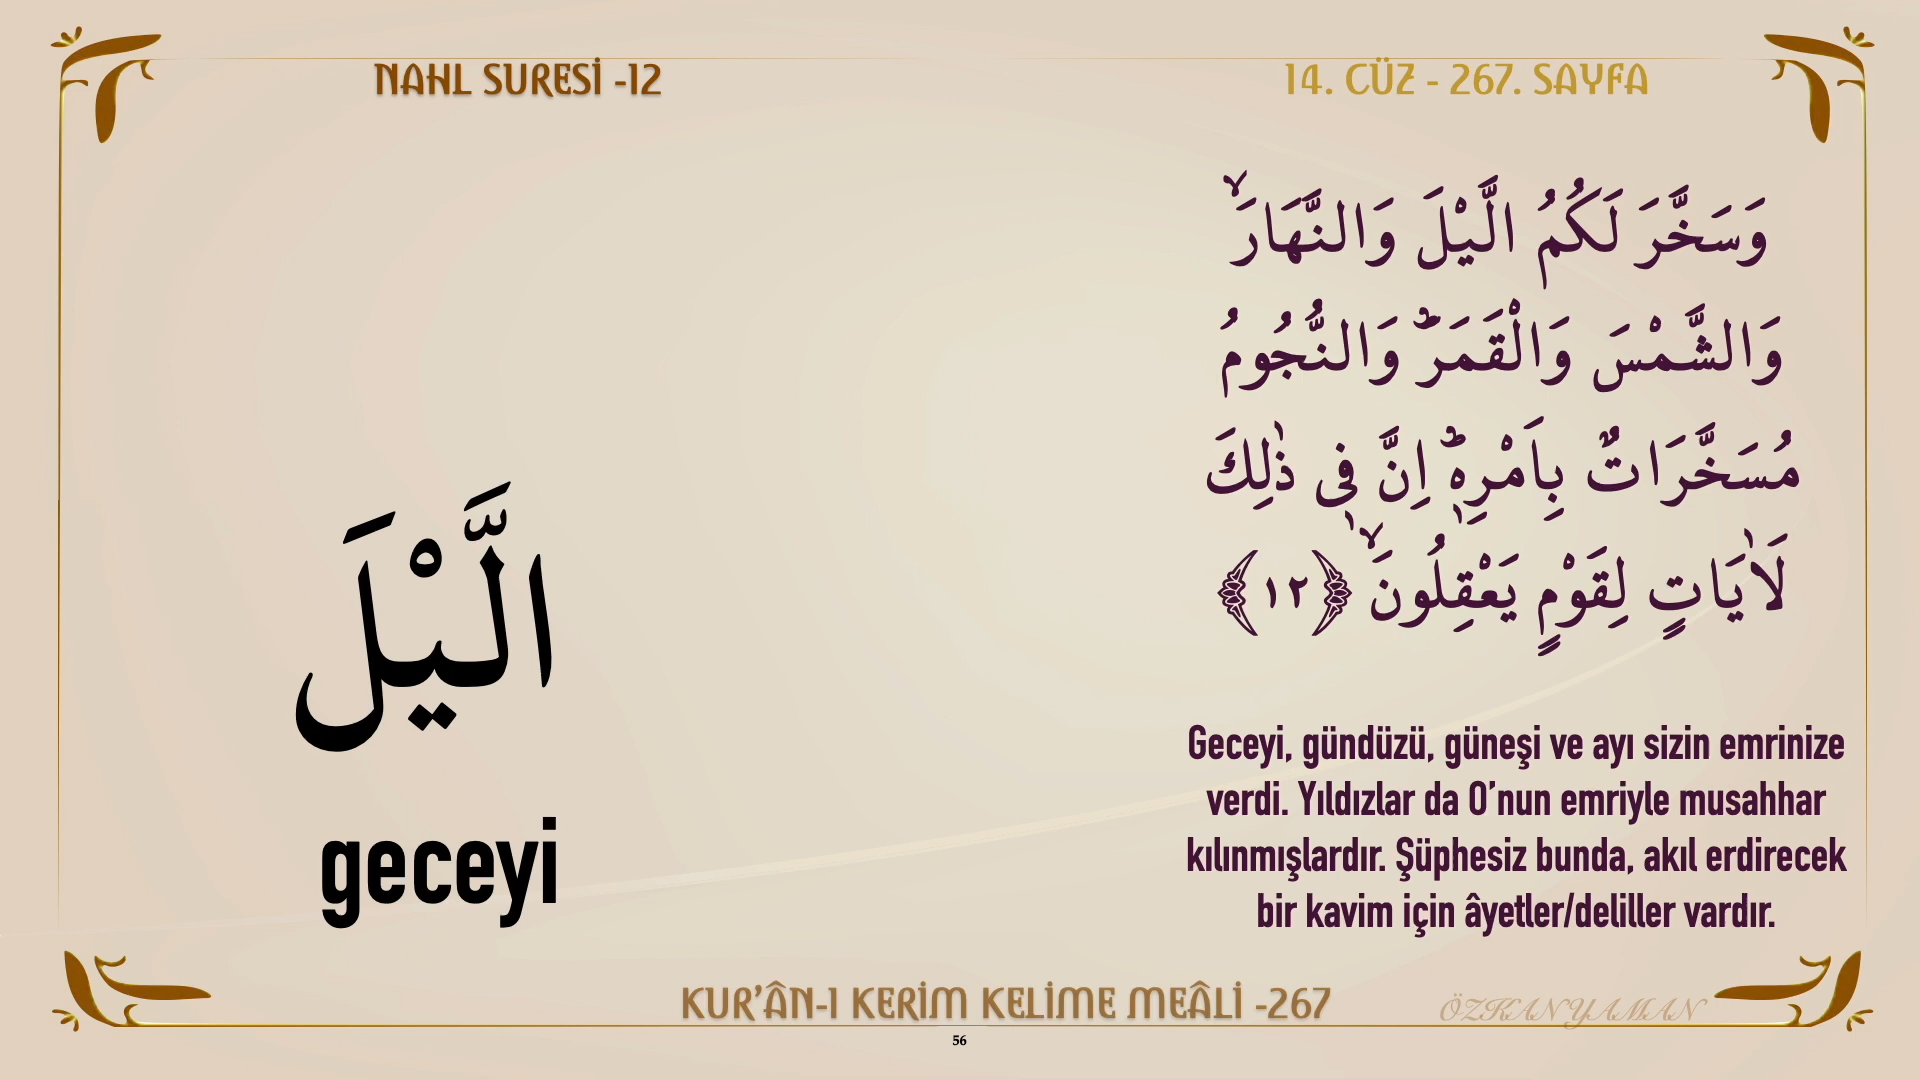 NAHL SURESİ -12
14. CÜZ - 267. SAYFA
وَسَخَّرَ لَكُمُ الَّيْلَ وَالنَّهَارَۙ
وَالشَّمْسَ وَالْقَمَرَۜ وَالنُّجُومُ
مُسَخَّرَاتٌ بِاَمْرِه۪ۜ اِنَّ ف۪ى ذٰلِكَ
لَاٰيَاتٍ لِقَوْمٍ يَعْقِلُونَۙ ﴿١٢﴾
الَّيْلَ
geceyi
Geceyi, gündüzü, güneşi ve ayı sizin emrinize
verdi. Yıldızlar da O’nun emriyle musahhar
kılınmışlardır. Şüphesiz bunda, akıl erdirecek
bir kavim için âyetler/deliller vardır.
KUR’ÂN-I KERİM KELİME MEÂLİ -267
ÖZKAN YAMAN
56